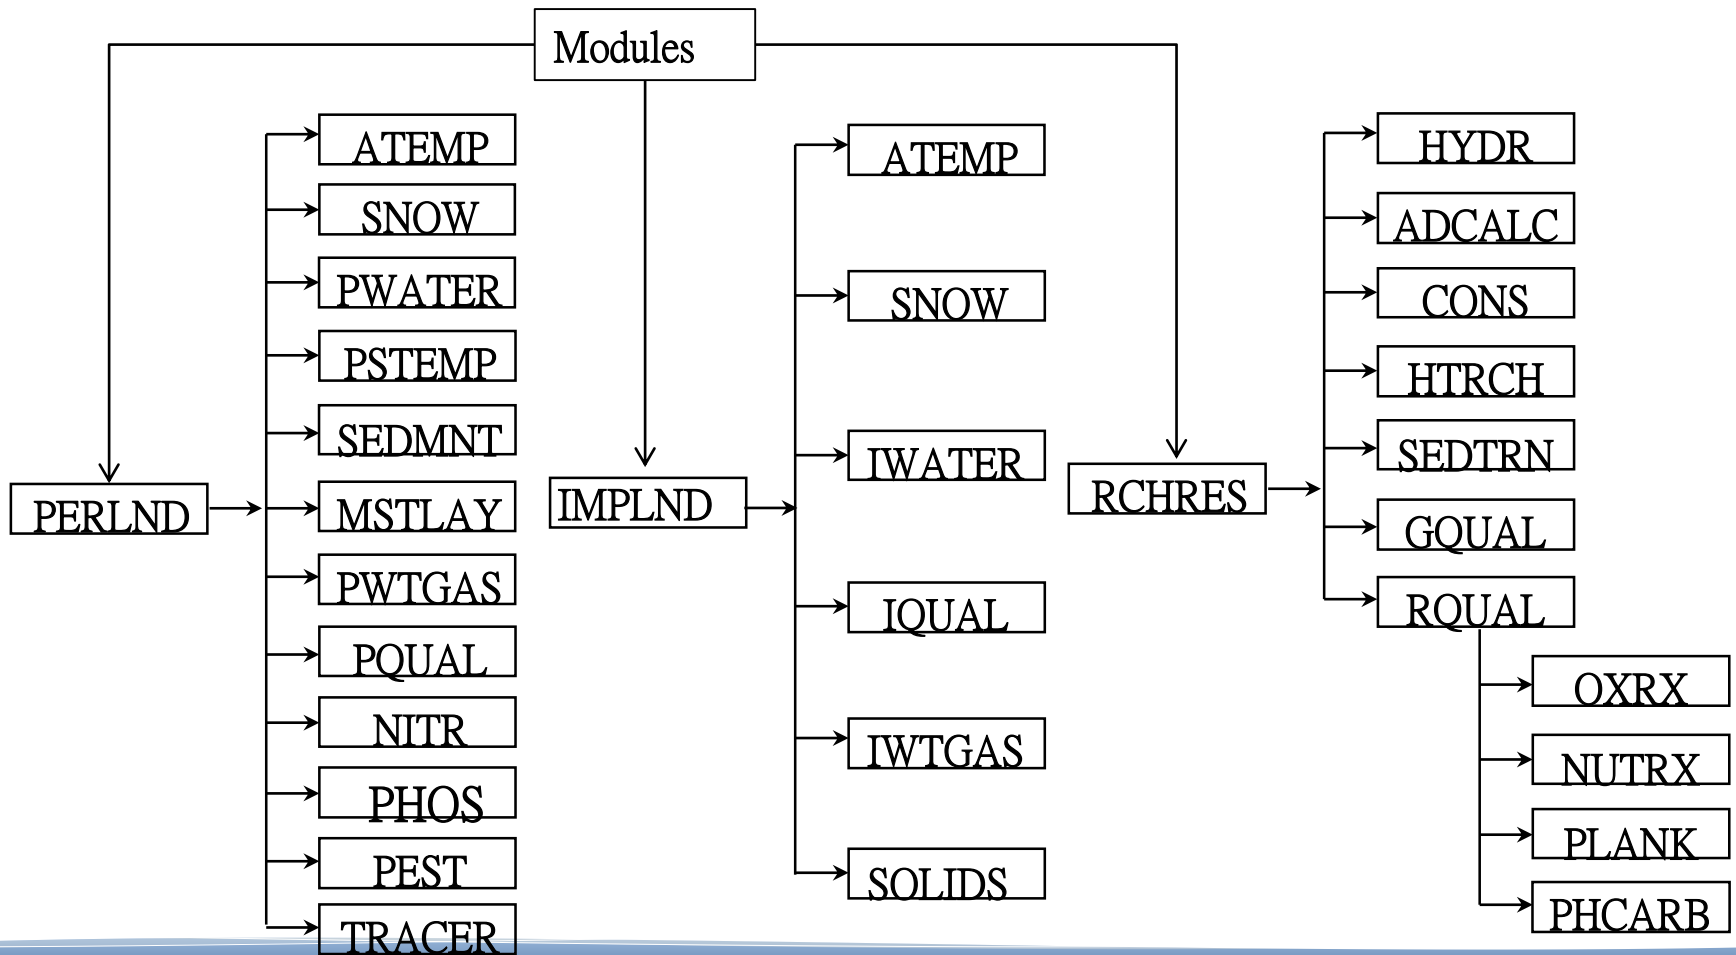 Modules
PERLND
ATEMP
SNOW
PWATER
PSTEMP
SEDMNT
MSTLAY
PWTGAS
PQUAL
NITR
PHOS
PEST
TRACER
IMPLND
ATEMP
SNOW
IWATER
IQUAL
IWTGAS
SOLIDS
RCHRES
HYDR
ADCALC
CONS
HTRCH
SEDTRN
GQUAL
RQUAL
OXRX
NUTRX
PLANK
PHCARB